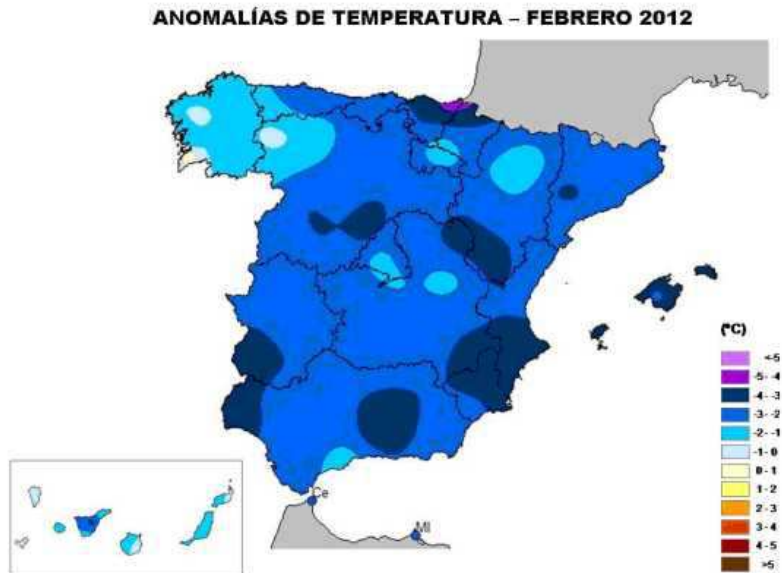 ANOMALÍAS DE TEMPERATURA – FEBRERO 2012
(ºC)
<-5
-5 - -4
-4 - -3
-3 - -2
-2 - -1
-1 - 0
0 - 1
1 - 2
2 - 3
3 - 4
4 - 5
>5
Ce
Ml